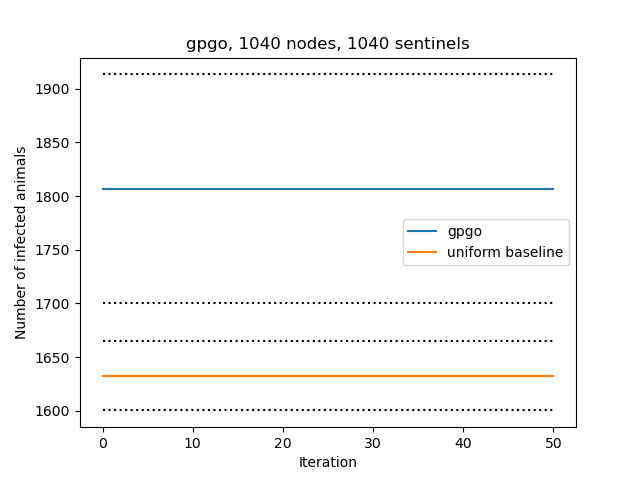 gpgo, 1040 nodes, 1040 sentinels
Number of infected animals
1900
1850
1800
1750
1700
1650
1600
gpgo
uniform baseline
0
10
20
30
40
50
Iteration